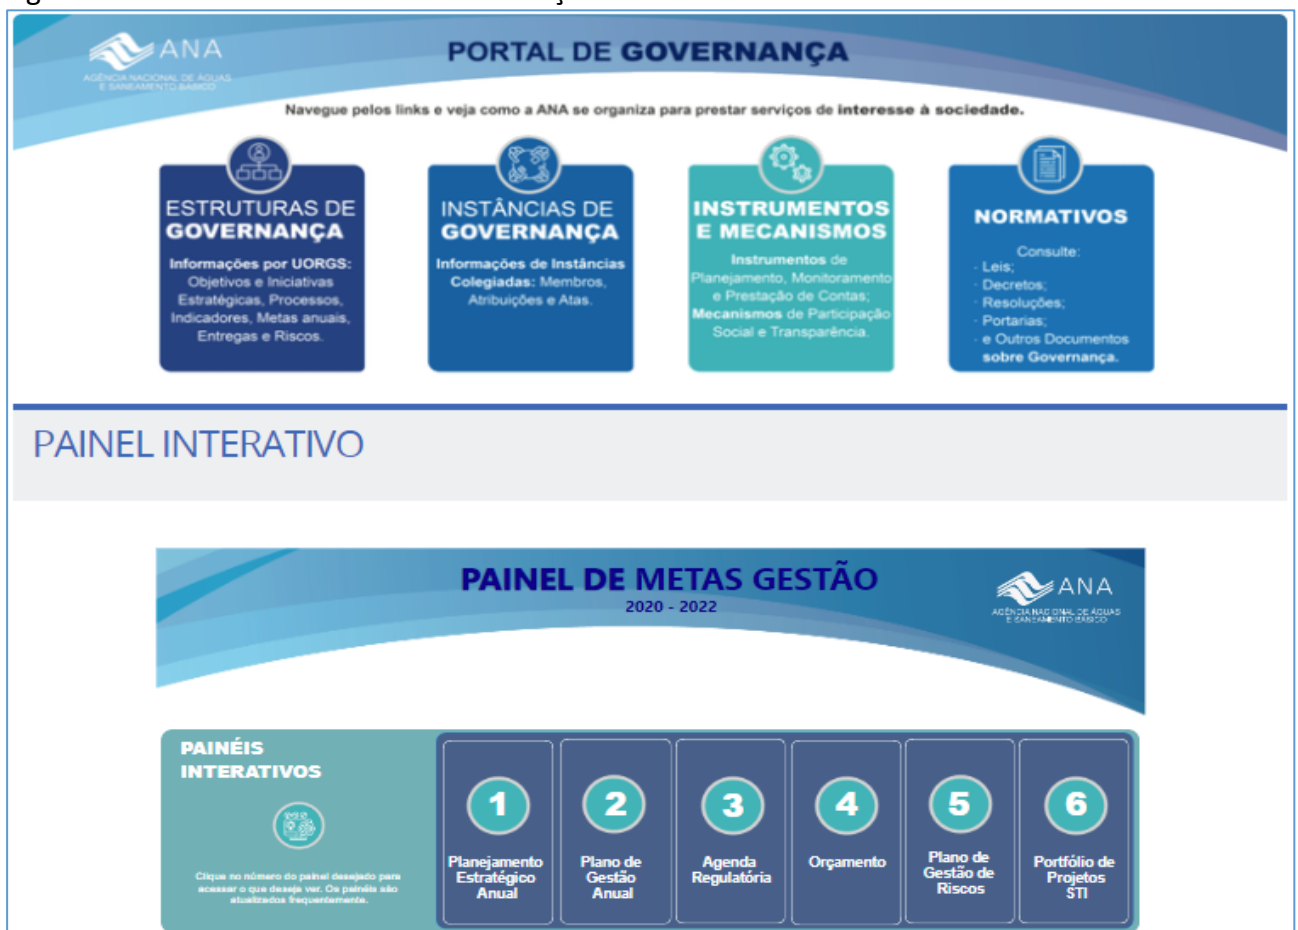 ANA
AGÊNCIA NACIONAL DE ÁGUAS
E SANEAMENTO BÁSICO
PORTAL DE GOVERNANÇA
Navegue pelos links e veja como a ANA se organiza para prestar serviços de interesse à sociedade.
ESTRUTURAS DE
GOVERNANÇA
Informações por UORGS:
Objetivos e Iniciativas
Estratégicas, Processos,
Indicadores, Metas anuais,
Entregas e Riscos.
INSTÂNCIAS DE
GOVERNANÇA
Informações de Instâncias
Colegiadas: Membros,
Atribuições e Atas.
INSTRUMENTOS
E MECANISMOS
Instrumentos de
Planejamento, Monitoramento
e Prestação de Contas;
Mecanismos de Participação
Social e Transparência.
NORMATIVOS
Consulte:
· Leis;
· Decretos;
· Resoluções;
· Portarias;
· e Outros Documentos
sobre Governança.
PAINEL INTERATIVO
PAINEL DE METAS GESTÃO
2020 - 2022
ANA
AGÊNCIA NACIONAL DE ÁGUAS
E SANEAMENTO BÁSICO
PAINÉIS
INTERATIVOS
Clique no número do painel desejado para
acessar o que deseja ver. Os painéis são
atualizados frequentemente.
1
Planejamento
Estratégico
Anual
2
Plano de
Gestão
Anual
3
Agenda
Regulatória
4
Orçamento
5
Plano de
Gestão de
Riscos
6
Portfólio de
Projetos
STI